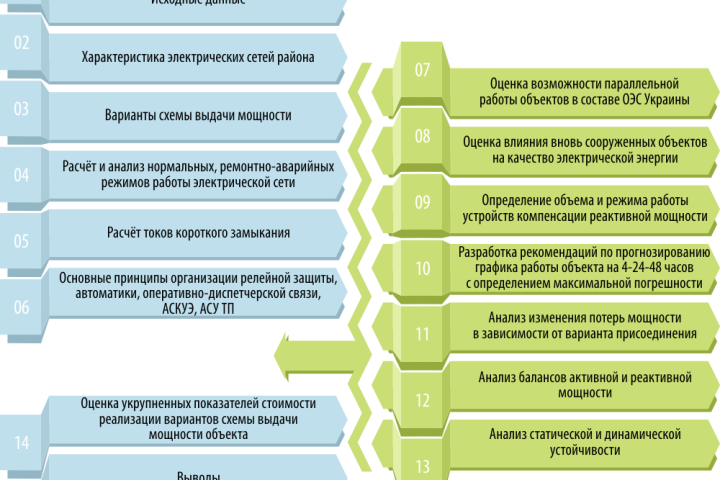 Исходные данные
02
Характеристика электрических сетей района
03
Варианты схемы выдачи мощности
04
Расчёт и анализ нормальных, ремонтно-аварийных
режимов работы электрической сети
05
Расчёт токов короткого замыкания
06
Основные принципы организации релейной защиты,
автоматики, оперативно-диспетчерской связи,
АСКУЭ, АСУ ТП
07
Оценка возможности параллельной
работы объектов в составе ОЭС Украины
08
Оценка влияния вновь сооруженных объектов
на качество электрической энергии
09
Определение объема и режима работы
устройств компенсации реактивной мощности
10
Разработка рекомендаций по прогнозированию
графика работы объекта на 4-24-48 часов
с определением максимальной погрешности
11
Анализ изменения потерь мощности
в зависимости от варианта присоединения
12
Анализ балансов активной и реактивной
мощности
13
Анализ статической и динамической
устойчивости
14
Оценка укрупненных показателей стоимости
реализации вариантов схемы выдачи
мощности объекта
Выводы